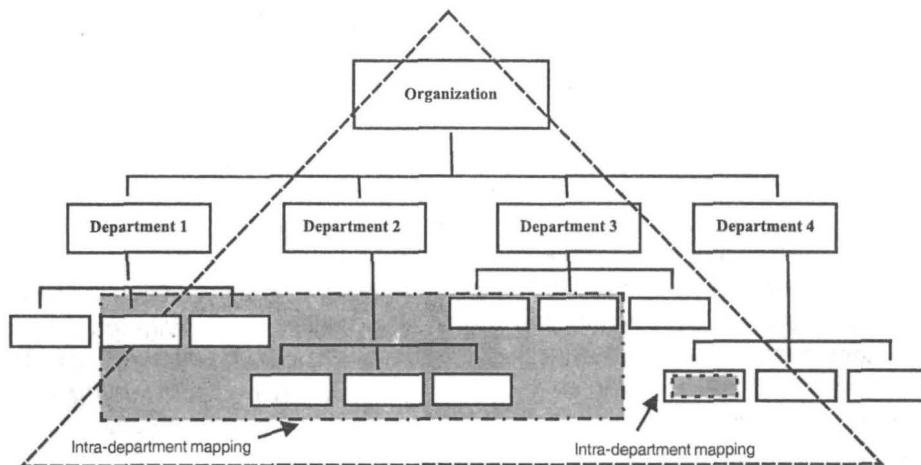 Organization
Department 1
Department 2
Department 3
Department 4
Intra-department mapping
Intra-department mapping